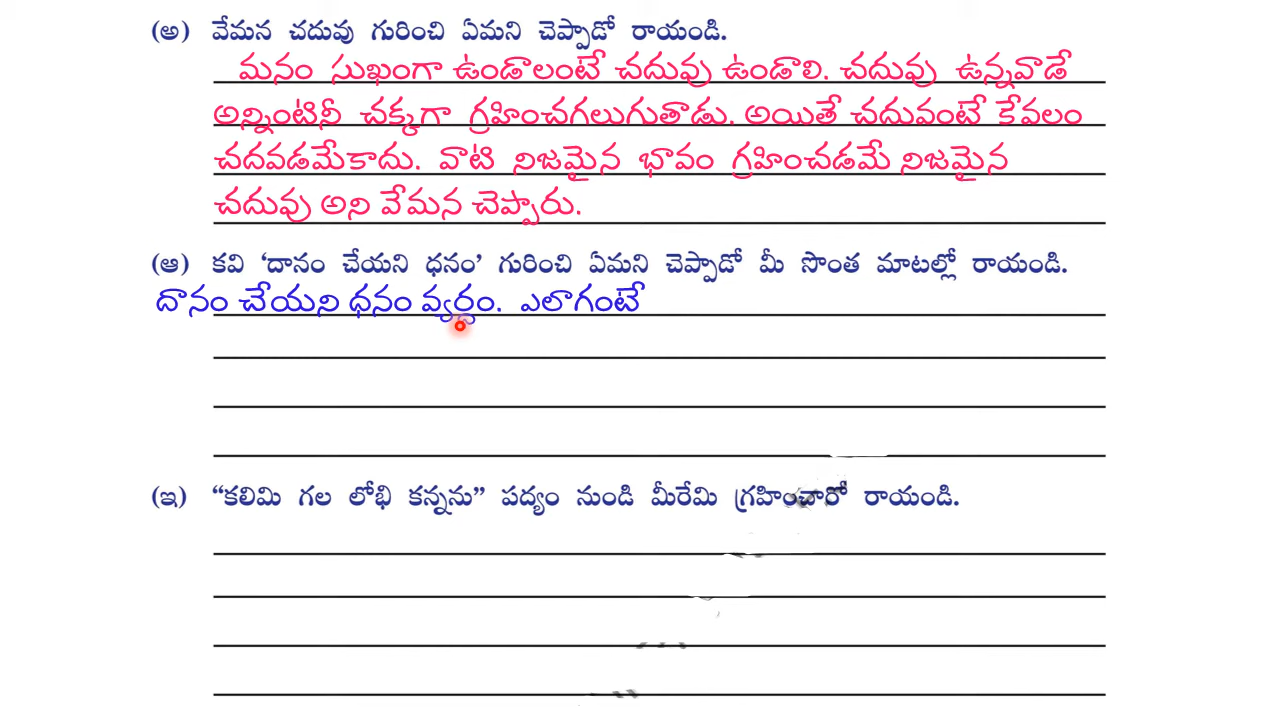 (అ) వేమన చదువు గురించి ఏమని చెప్పాడో రాయండి.
మనం సుఖంగా ఉండాలంటే చదువు ఉండాలి. చదువు ఉన్నవాడే
అన్నింటినీ చక్కగా గ్రహించగలుగుతాడు. అయితే చదువంటే కేవలం
చదవడమేకాదు. వాటి నిజమైన భావం గ్రహించడమే నిజమైన
చదువు అని వేమన చెప్పారు.
(ఆ) కవి ‘దానం చేయని ధనం’ గురించి ఏమని చెప్పాడో మీ సొంత మాటల్లో రాయండి.
దానం చేయని ధనం వ్యర్థం. ఎలాగంటే
(ఇ) “కలిమి గల లోభి కన్నను” పద్యం నుండి మీరేమి గ్రహించారో రాయండి.